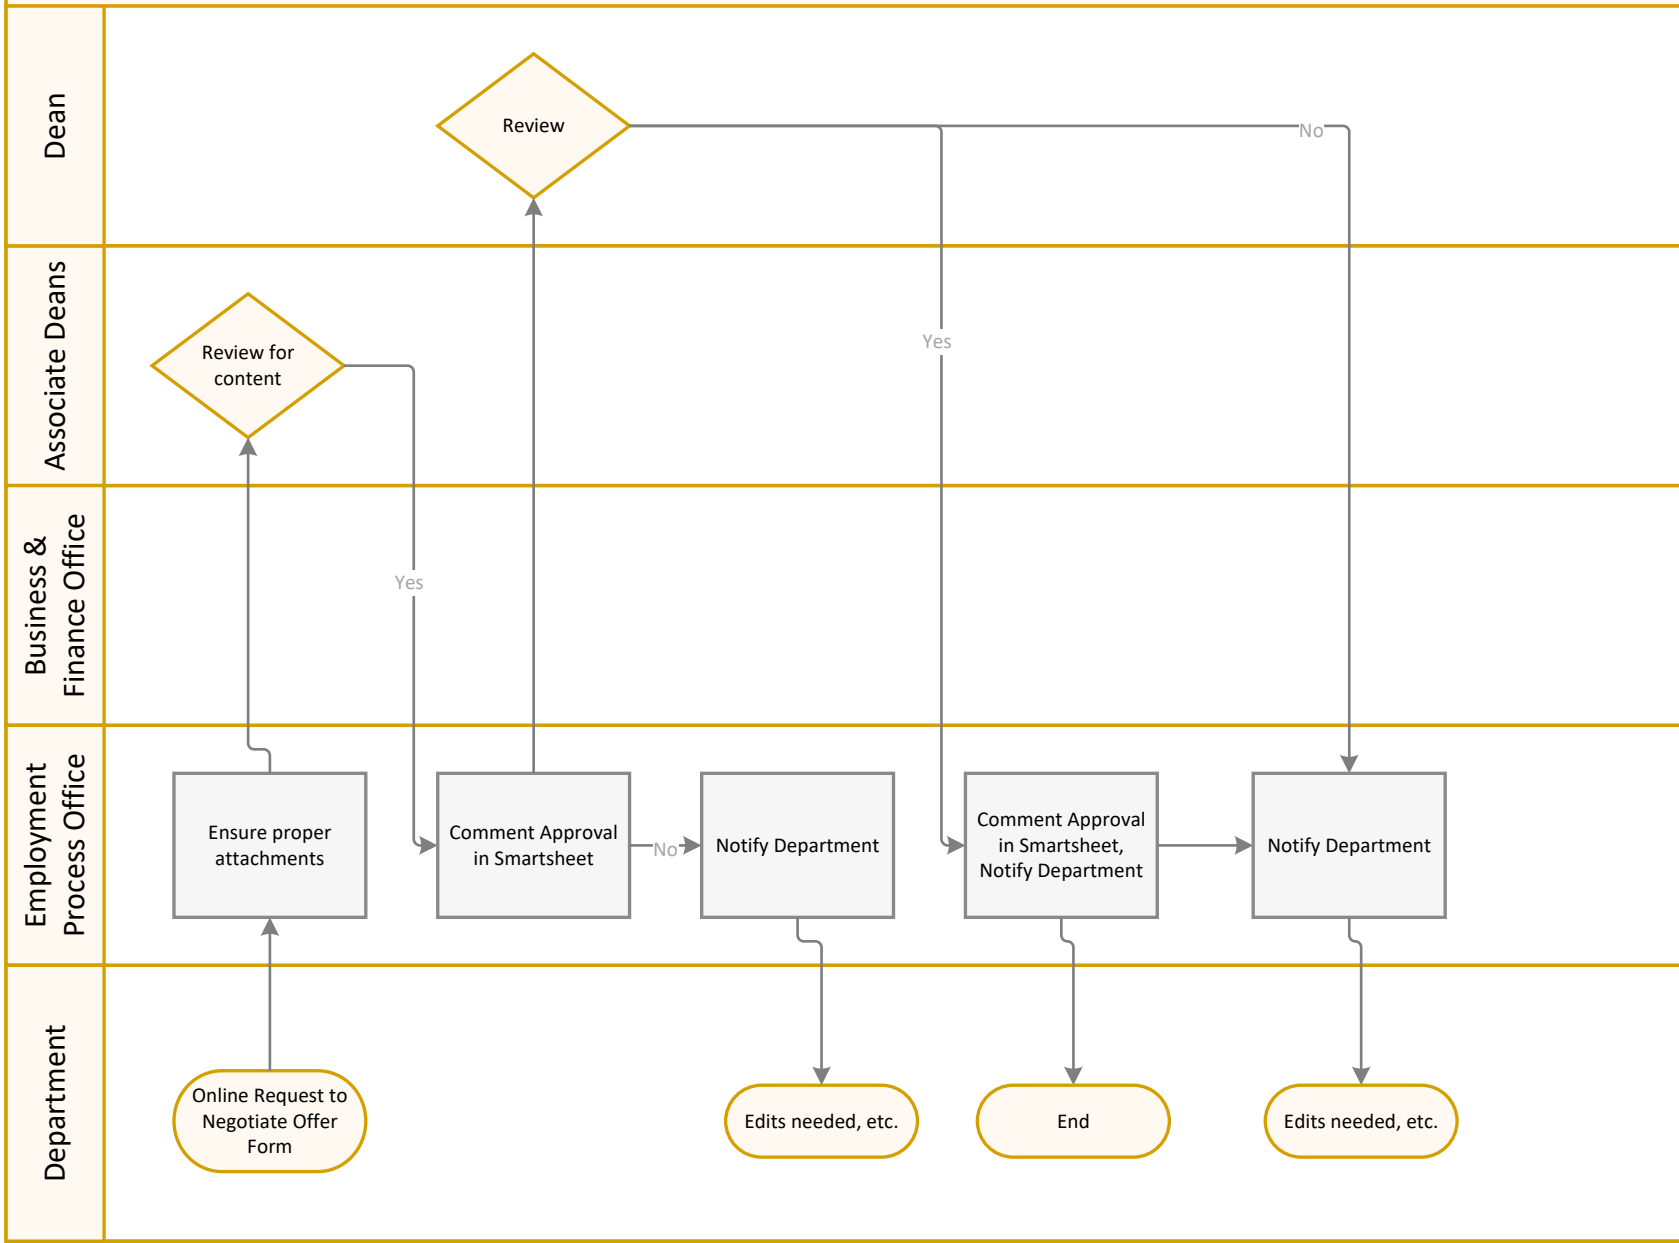 Dean
Review
No
Associate Deans
Review for
content
Yes
Business &
Finance Office
Yes
Employment
Process Office
Ensure proper
attachments
Comment Approval
in Smartsheet
No
Notify Department
Comment Approval
in Smartsheet,
Notify Department
Notify Department
Department
Online Request to
Negotiate Offer
Form
Edits needed, etc.
End
Edits needed, etc.